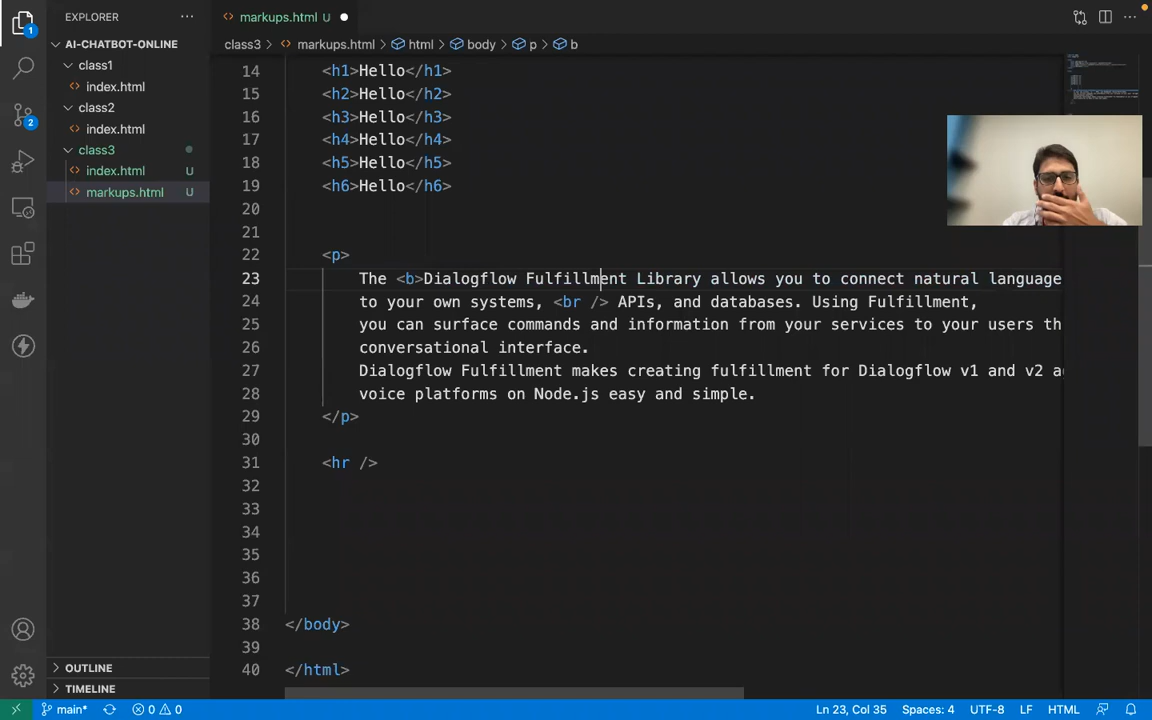 EXPLORER
AI-CHATBOT-ONLINE
class1
index.html
class2
index.html
class3
index.html U
markups.html U
OUTLINE
TIMELINE
1
2
markups.html U
class3 > markups.html > html > body > p > b
14 <h1>Hello</h1>
15 <h2>Hello</h2>
16 <h3>Hello</h3>
17 <h4>Hello</h4>
18 <h5>Hello</h5>
19 <h6>Hello</h6>
20
21
22 <p>
23 The <b>Dialogflow Fulfillment Library allows you to connect natural language
24 to your own systems, <br /> APIs, and databases. Using Fulfillment,
25 you can surface commands and information from your services to your users th
26 conversational interface.
27 Dialogflow Fulfillment makes creating fulfillment for Dialogflow v1 and v2 a
28 voice platforms on Node.js easy and simple.
29 </p>
30
31 <hr />
32
33
34
35
36
37
38 </body>
39
40 </html>
main* 0 0 Ln 23, Col 35 Spaces: 4 UTF-8 LF HTML